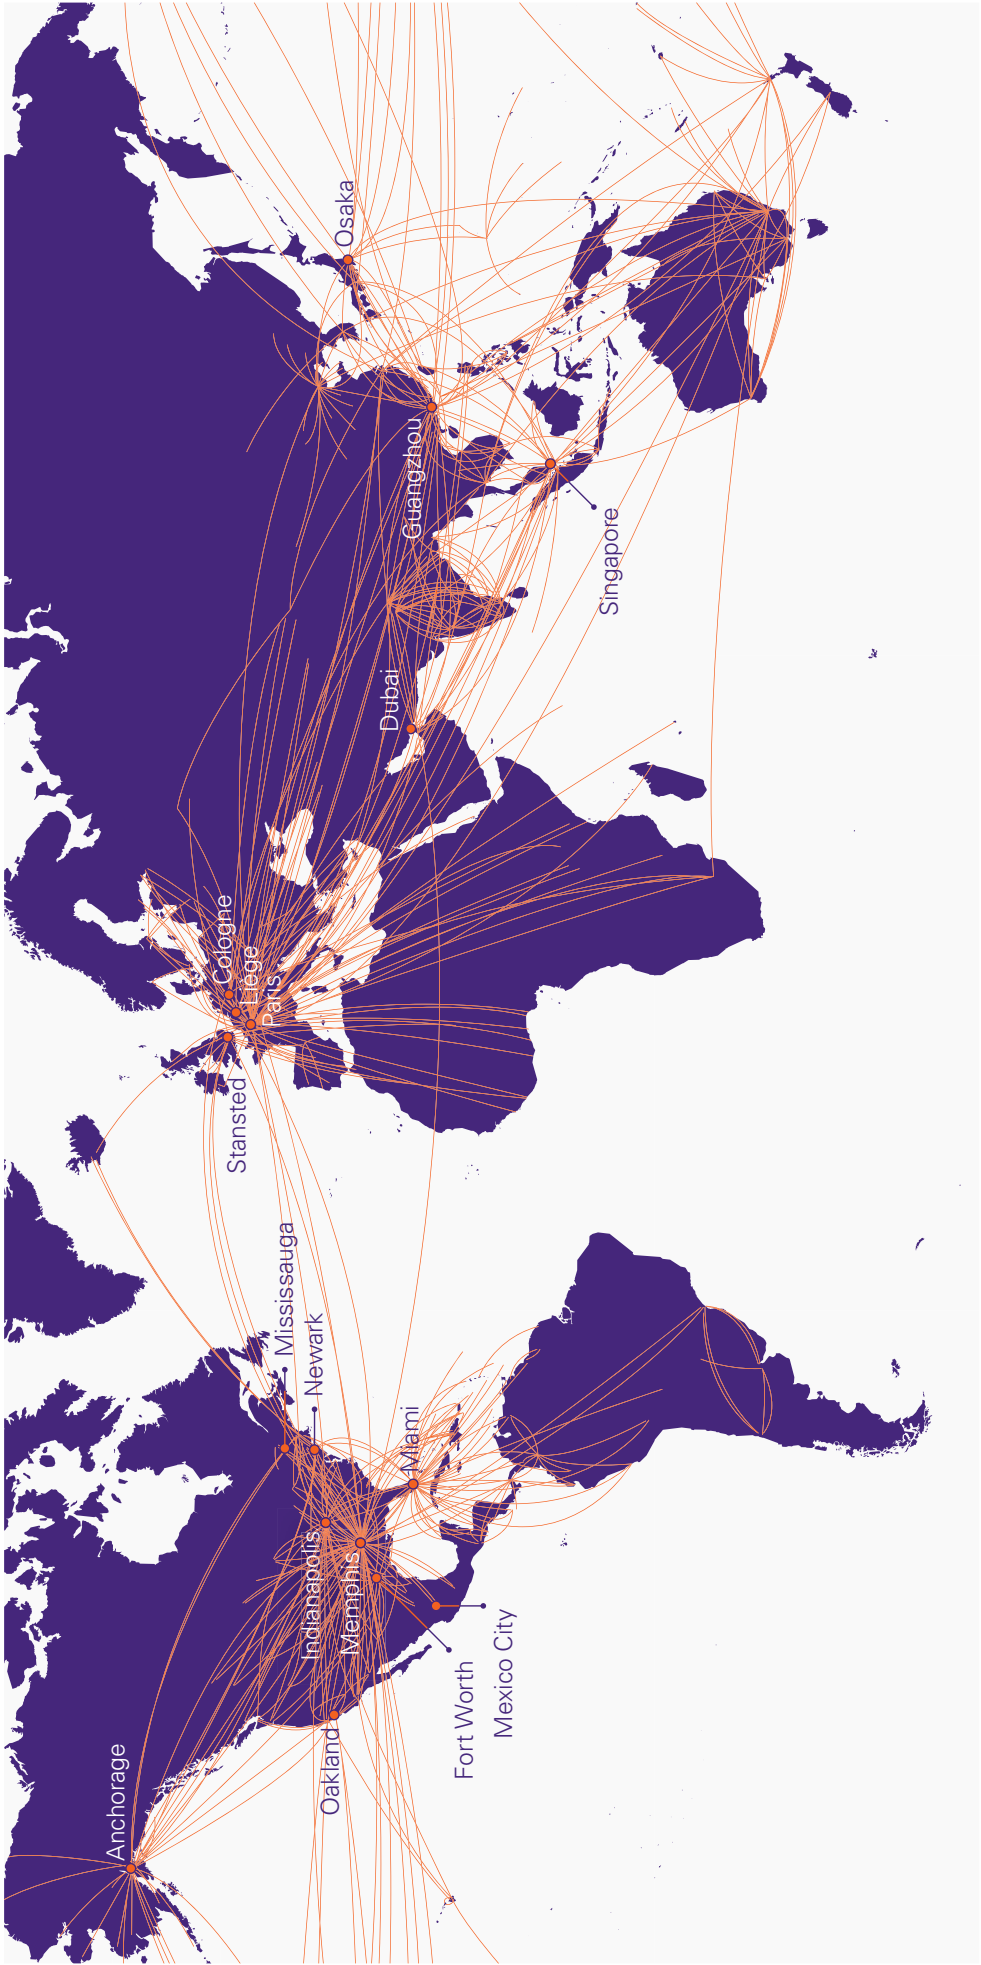 Anchorage
Oakland
Fort Worth
Mexico City
Memphis
Indianapolis
Miami
Newark
Mississauga
Stansted
Paris
Liege
Cologne
Dubai
Singapore
Guangzhou
Osaka